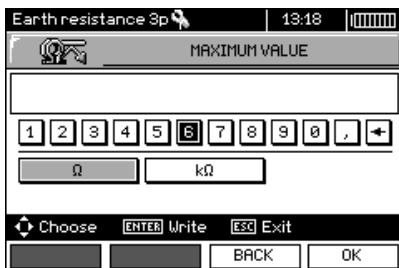 Earth resistance 3p 13:18
MAXIMUM VALUE
1 2 3 4 5 6 7 8 9 0 , ←
Ω kΩ
Choose ENTER Write ESC Exit
BACK OK